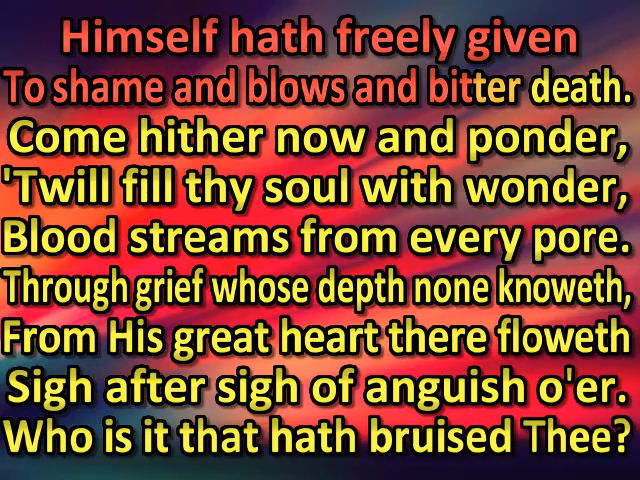 Himself hath freely given
To shame and blows and bitter death.
Come hither now and ponder,
'Twill fill thy soul with wonder,
Blood streams from every pore.
Through grief whose depth none knoweth,
From His great heart there floweth
Sigh after sigh of anguish o'er.
Who is it that hath bruised Thee?